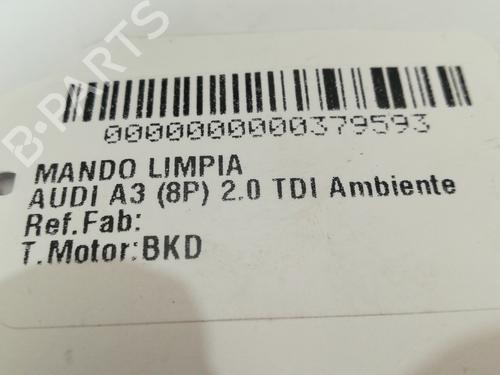 B-PARTS
0000000000379593
MANDO LIMPIA
AUDI A3 (8P) 2.0 TDI Ambiente
Ref.Fab:
T.Motor:BKD